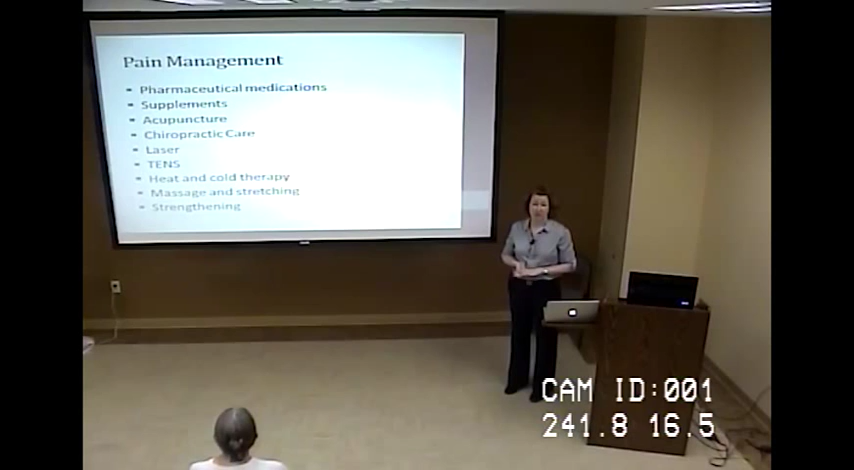 Pain Management
Pharmaceutical medications
Supplements
Acupuncture
Chiropractic Care
Laser
TENS
Heat and cold therapy
Massage and stretching
Strengthening
CAM ID:001
241.8 16.5